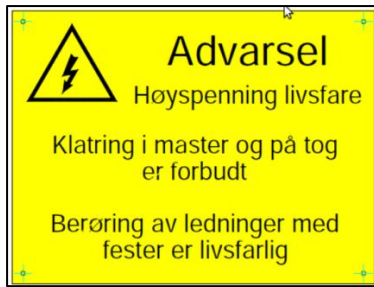 Advarsel
Høyspenning livsfare
Klatring i master og på tog
er forbudt
Berøring av ledninger med
fester er livsfarlig